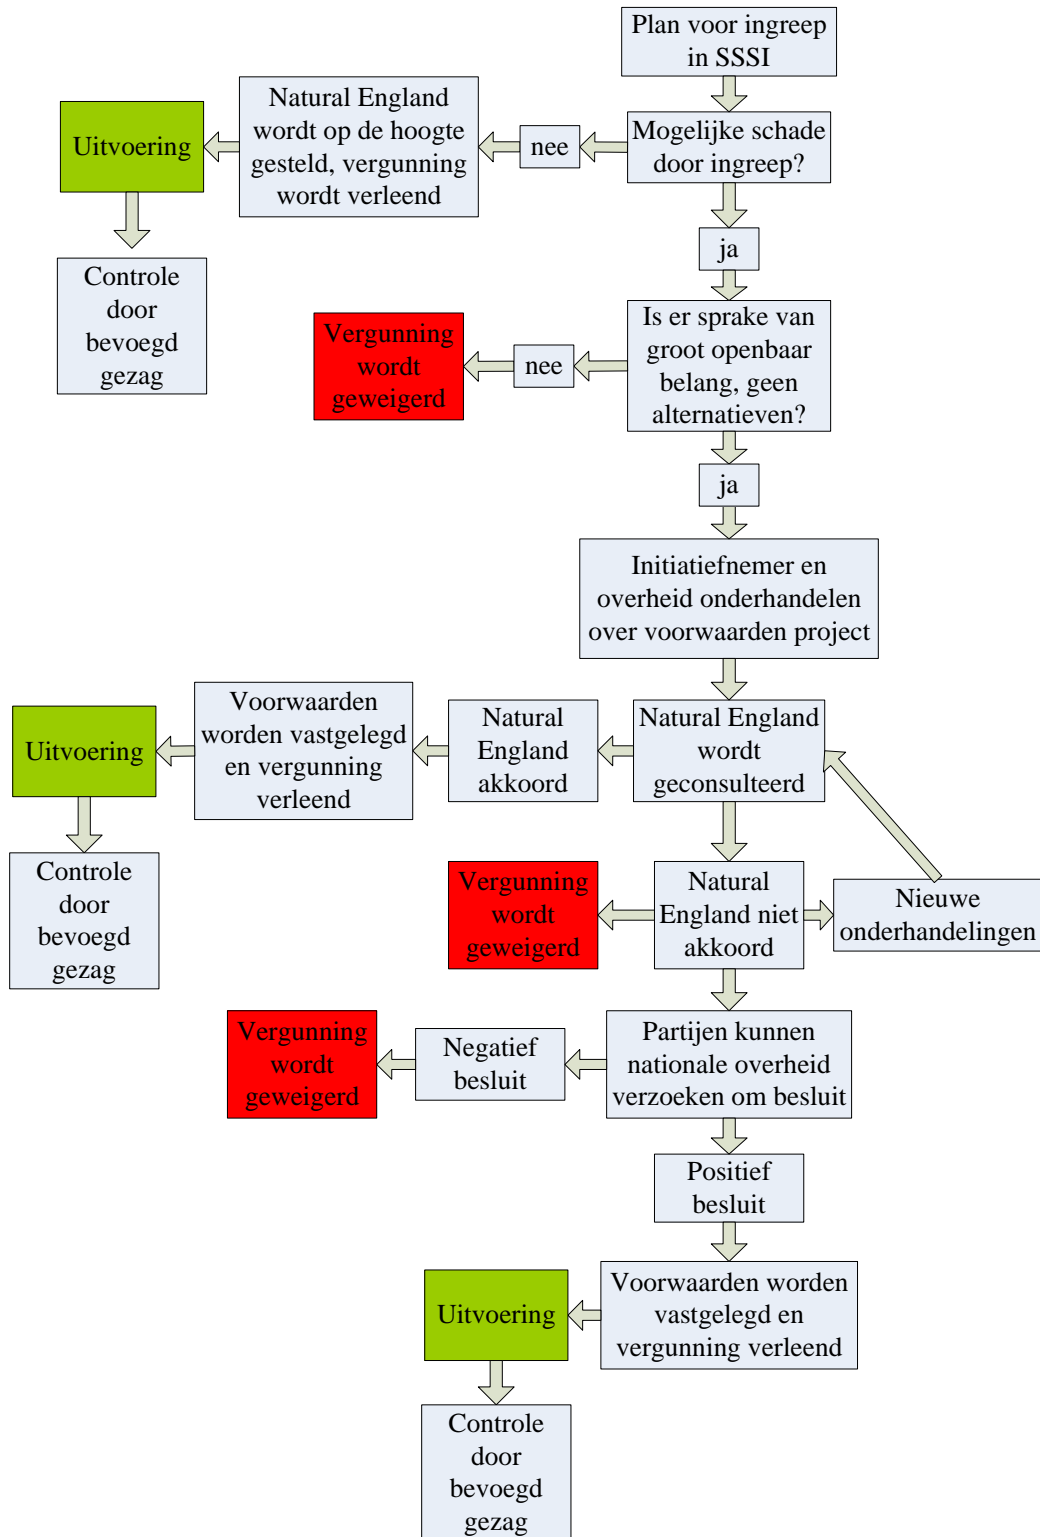 Plan voor ingreep
in SSSI
Mogelijke schade
door ingreep?
nee
Natural England
wordt op de hoogte
gesteld, vergunning
wordt verleend
Uitvoering
Controle
door
bevoegd
gezag
ja
Is er sprake van
groot openbaar
belang, geen
alternatieven?
nee
Vergunning
wordt
geweigerd
ja
Initiatiefnemer en
overheid onderhandelen
over voorwaarden project
Natural England
wordt
geconsulteerd
Natural
England
akkoord
Voorwaarden
worden vastgelegd
en vergunning
verleend
Uitvoering
Controle
door
bevoegd
gezag
Natural
England niet
akkoord
Vergunning
wordt
geweigerd
Nieuwe
onderhandelingen
Partijen kunnen
nationale overheid
verzoeken om besluit
Negatief
besluit
Vergunning
wordt
geweigerd
Positief
besluit
Voorwaarden worden
vastgelegd en
vergunning verleend
Uitvoering
Controle
door
bevoegd
gezag